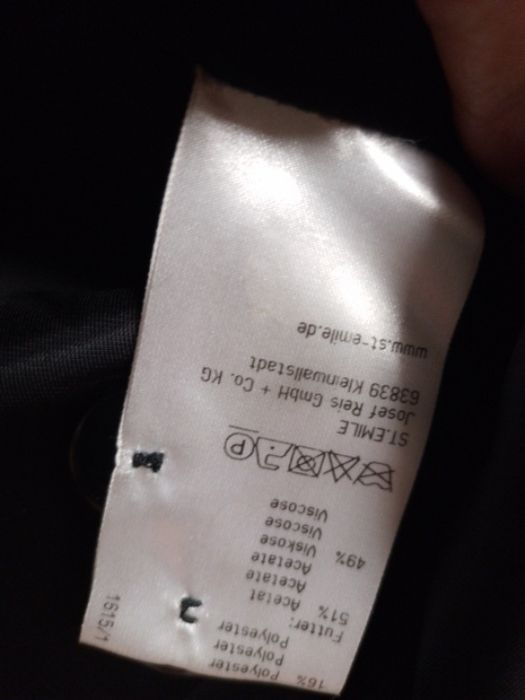 16% Polyester
Polyester
Polyester
Futter:
51% Acetat
Acetate
Acetate
49% Viskose
Viscose
Viscose
P
ST.EMILE
Josef Reis GmbH + Co. KG
63839 Kleinwallstadt
www.st-emile.de
1515/1